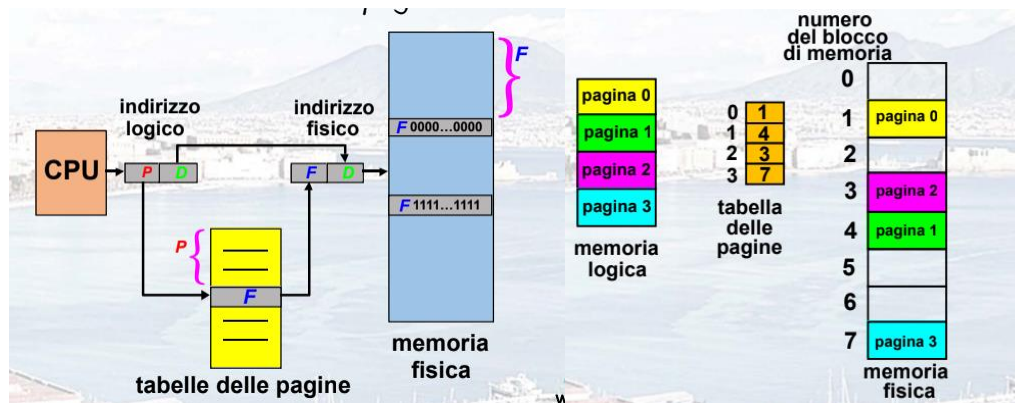 indirizzo
logico
indirizzo
fisico
CPU
P D
F D
F
F 0000...0000
F 1111...1111
P
F
tabelle delle pagine
memoria
fisica
numero
del blocco
di memoria
pagina 0
pagina 1
pagina 2
pagina 3
memoria
logica
0 1
1 4
2 3
3 7
tabella
delle
pagine
0
1 pagina 0
2
3 pagina 2
4 pagina 1
5
6
7 pagina 3
memoria
fisica